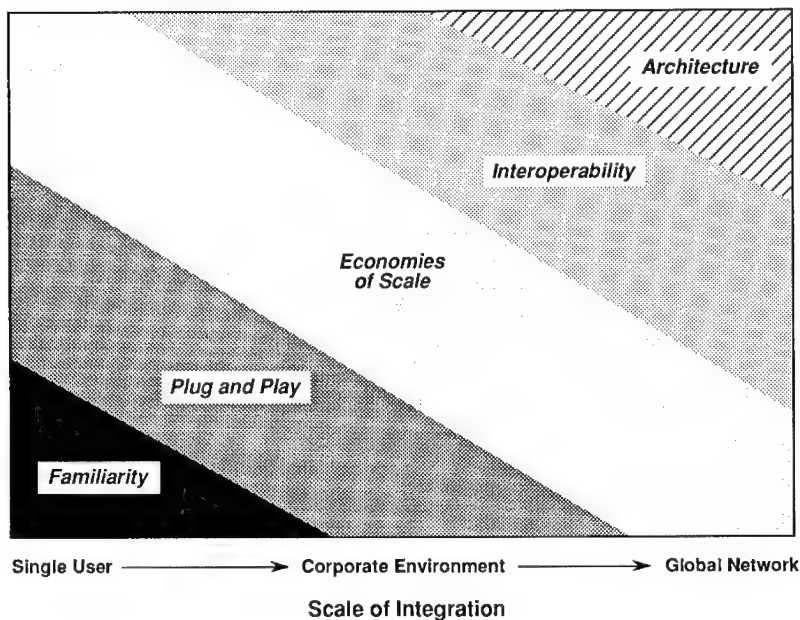 Architecture
Interoperability
Economies
of Scale
Plug and Play
Familiarity
Single User
Corporate Environment
Global Network
Scale of Integration